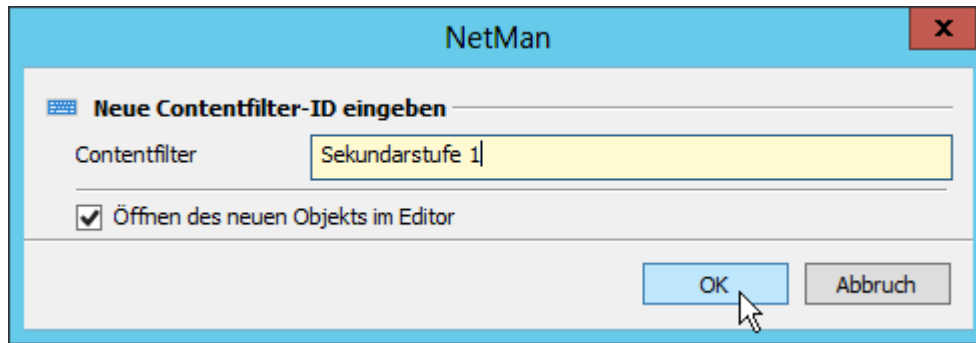 NetMan
x
Neue Contentfilter-ID eingeben
Contentfilter Sekundarstufe 1
Öffnen des neuen Objekts im Editor
OK Abbruch